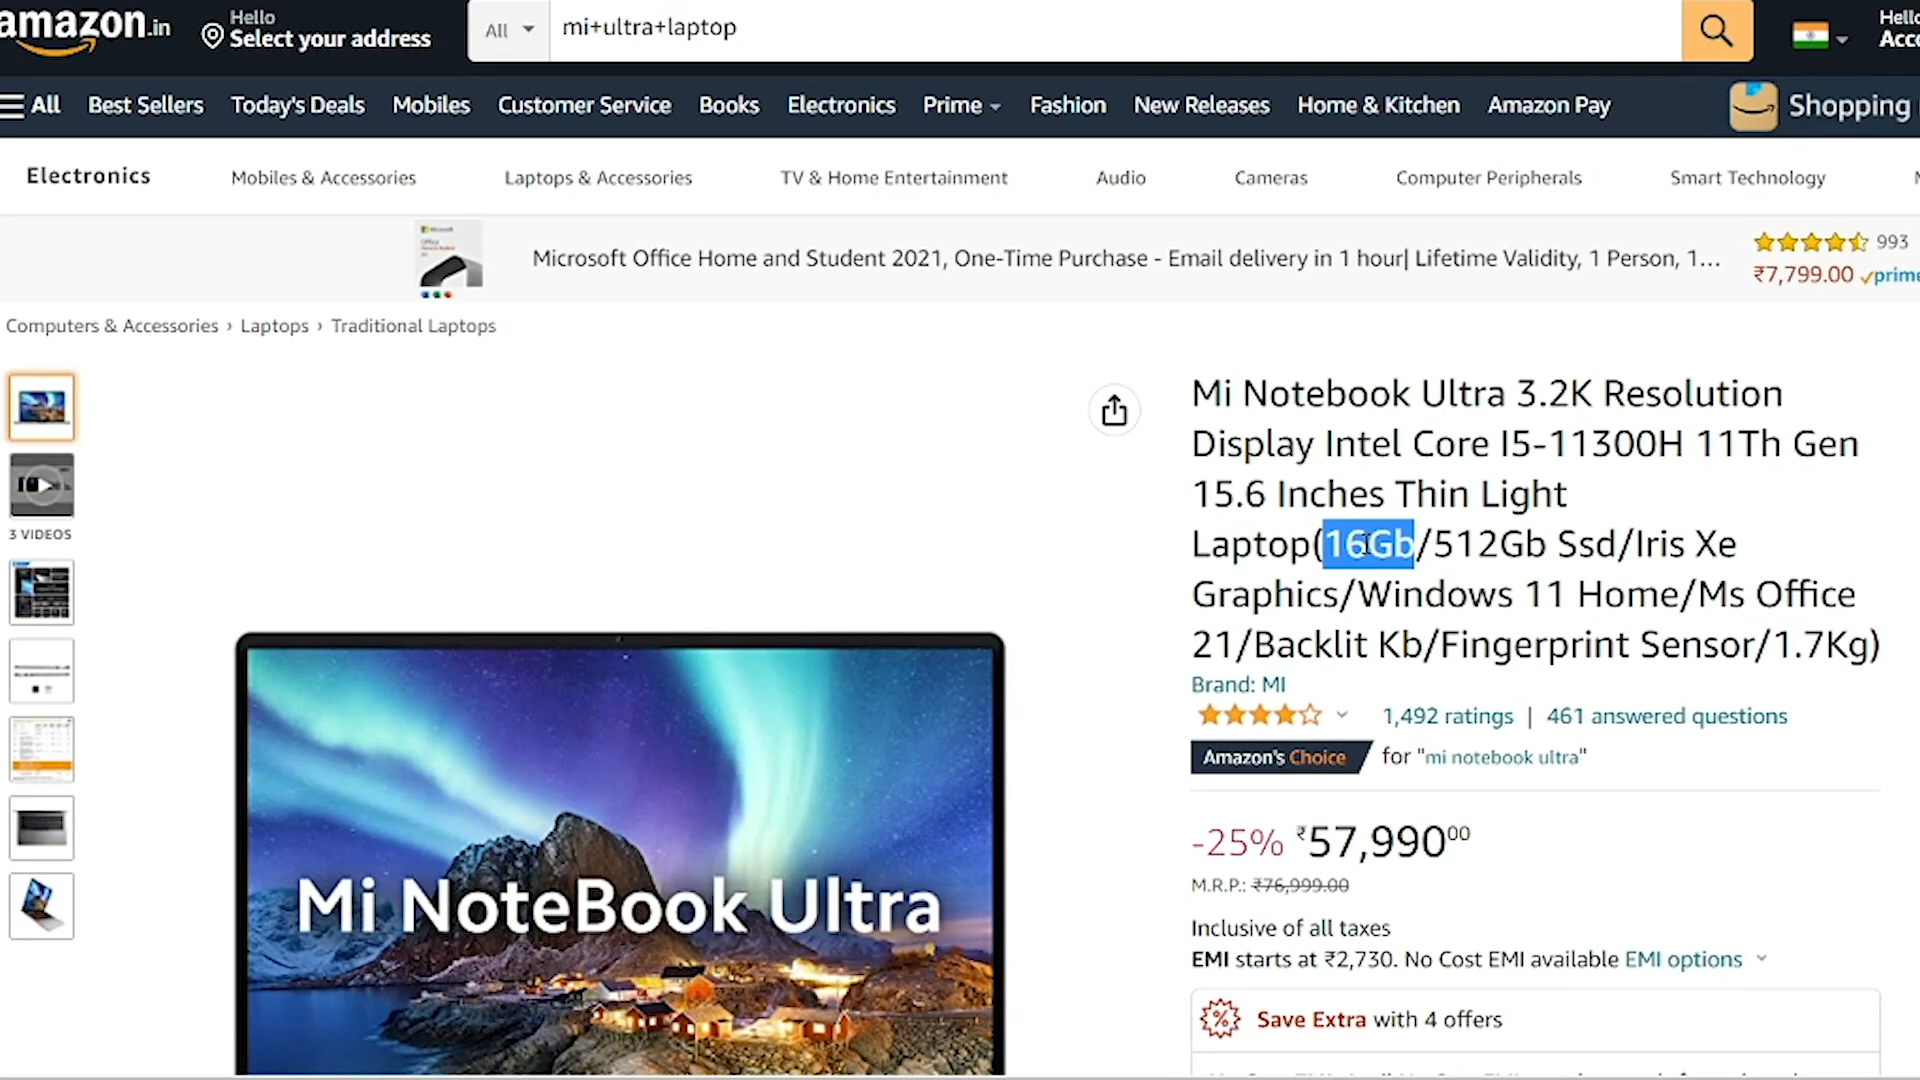 amazon.in
Hello
Select your address
All
mi+ultra+laptop
Hello
All
Best Sellers
Today's Deals
Mobiles
Customer Service
Books
Electronics
Prime
Fashion
New Releases
Home & Kitchen
Amazon Pay
Shopping
Electronics
Mobiles & Accessories
Laptops & Accessories
TV & Home Entertainment
Audio
Cameras
Computer Peripherals
Smart Technology
Microsoft Office Home and Student 2021, One-Time Purchase - Email delivery in 1 hour| Lifetime Validity, 1 Person, 1...
993
₹7,799.00 prime
Computers & Accessories › Laptops › Traditional Laptops
3 VIDEOS
Mi Notebook Ultra 3.2K Resolution
Display Intel Core I5-11300H 11Th Gen
15.6 Inches Thin Light
Laptop(16Gb/512Gb Ssd/Iris Xe
Graphics/Windows 11 Home/Ms Office
21/Backlit Kb/Fingerprint Sensor/1.7Kg)
Brand: MI
1,492 ratings | 461 answered questions
Amazon's Choice for "mi notebook ultra"
-25% ₹57,99000
M.R.P.: ₹76,999.00
Inclusive of all taxes
EMI starts at ₹2,730. No Cost EMI available EMI options
Save Extra with 4 offers
Mi NoteBook Ultra